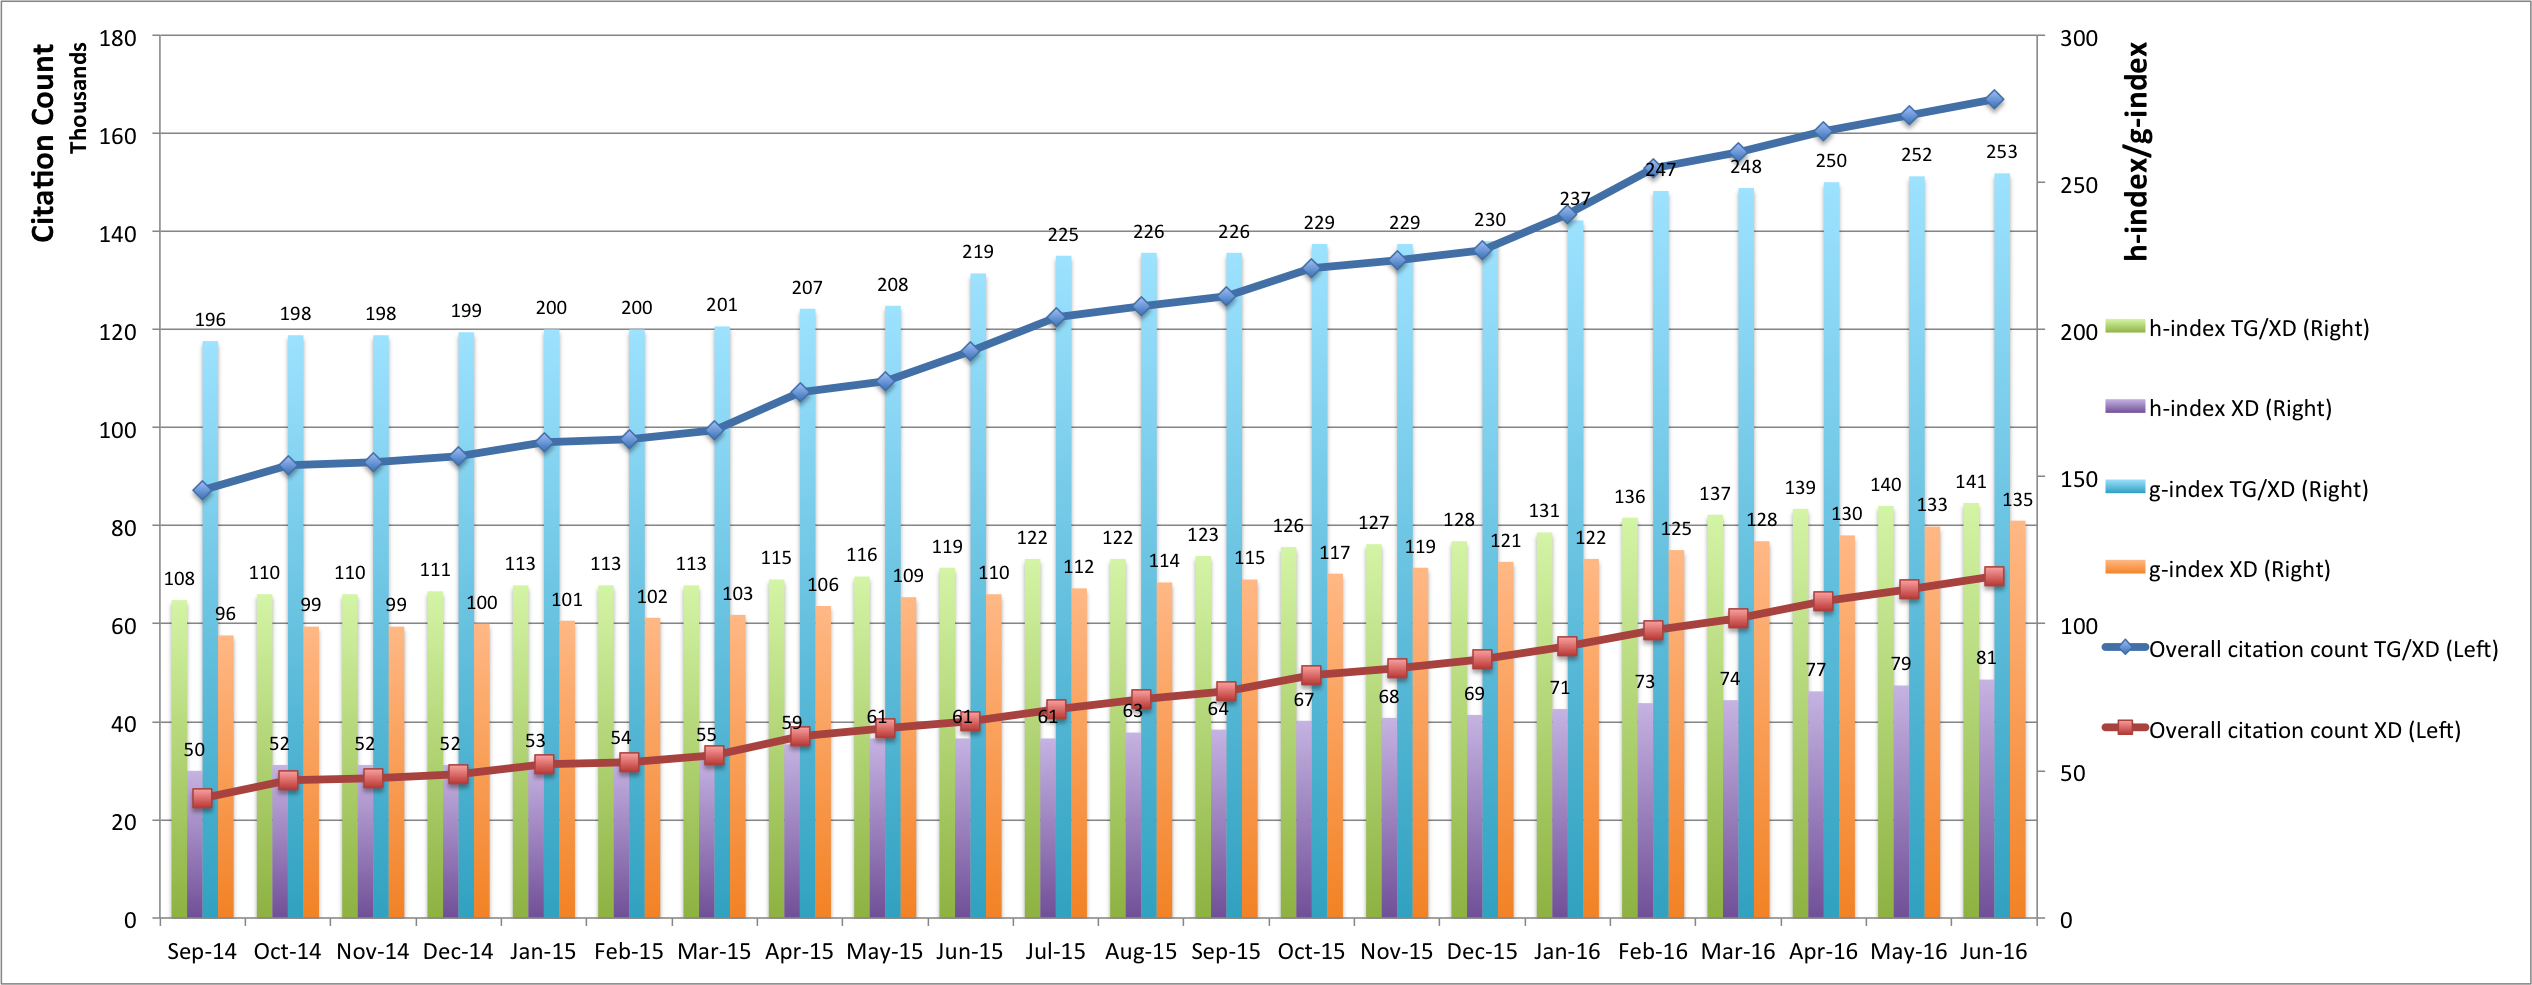 Citation Count
Thousands
180
160
140
120
100
80
60
40
20
0
300
250
200
150
100
50
0
h-index/g-index
196 198 198 199 200 200 201 207 208 219 225 226 226 229 229 230 237 247 248 250 252 253
108 110 110 111 113 113 113 115 116 119 122 122 123 126 127 128 131 136 137 139 140 141
96 99 99 100 101 102 103 106 109 110 112 114 115 117 119 121 122 125 128 130 133 135
50 52 52 52 53 54 55 59 61 61 61 63 64 67 68 69 71 73 74 77 79 81
Sep-14 Oct-14 Nov-14 Dec-14 Jan-15 Feb-15 Mar-15 Apr-15 May-15 Jun-15 Jul-15 Aug-15 Sep-15 Oct-15 Nov-15 Dec-15 Jan-16 Feb-16 Mar-16 Apr-16 May-16 Jun-16
h-index TG/XD (Right)
h-index XD (Right)
g-index TG/XD (Right)
g-index XD (Right)
Overall citation count TG/XD (Left)
Overall citation count XD (Left)